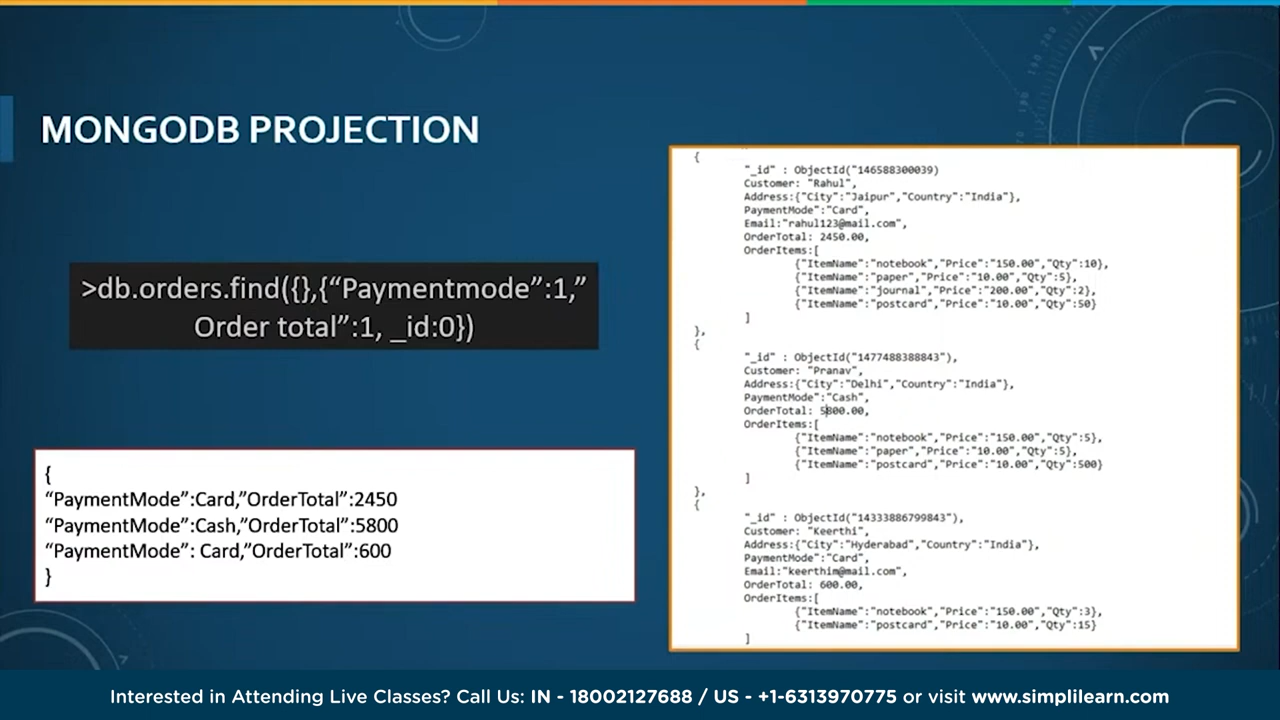 MONGODB PROJECTION
>db.orders.find({},{“Paymentmode”:1,”
Order total”:1, _id:0})
{
“PaymentMode”:Card,”OrderTotal”:2450
“PaymentMode”:Cash,”OrderTotal”:5800
“PaymentMode”: Card,”OrderTotal”:600
}
{
"_id" : ObjectId("146588300039)
Customer: "Rahul",
Address:{"City":"Jaipur","Country":"India"},
PaymentMode":"Card",
Email:"rahul123@mail.com",
OrderTotal: 2450.00,
OrderItems:[
{"ItemName":"notebook","Price":"150.00","Qty":10},
{"ItemName":"paper","Price":"10.00","Qty":5},
{"ItemName":"journal","Price":"200.00","Qty":2},
{"ItemName":"postcard","Price":"10.00","Qty":50}
]
},
{
"_id" : ObjectId("1477488388843"),
Customer: "Pranav",
Address:{"City":"Delhi","Country":"India"},
PaymentMode":"Cash",
OrderTotal: 5800.00,
OrderItems:[
{"ItemName":"notebook","Price":"150.00","Qty":5},
{"ItemName":"paper","Price":"10.00","Qty":5},
{"ItemName":"postcard","Price":"10.00","Qty":500}
]
},
{
"_id" : ObjectId("14333886799843"),
Customer: "Keerthi",
Address:{"City":"Hyderabad","Country":"India"},
PaymentMode":"Card",
Email:"keerthim@mail.com",
OrderTotal: 600.00,
OrderItems:[
{"ItemName":"notebook","Price":"150.00","Qty":3},
{"ItemName":"postcard","Price":"10.00","Qty":15}
]
Interested in Attending Live Classes? Call Us: IN - 18002127688 / US - +1-6313970775 or visit www.simplilearn.com